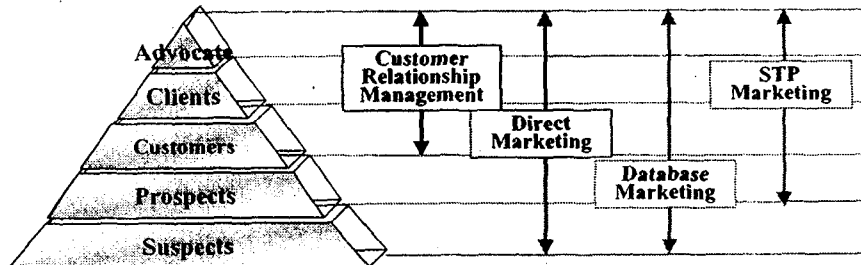 Advocate
Clients
Customers
Prospects
Suspects
Customer
Relationship
Management
Direct
Marketing
Database
Marketing
STP
Marketing